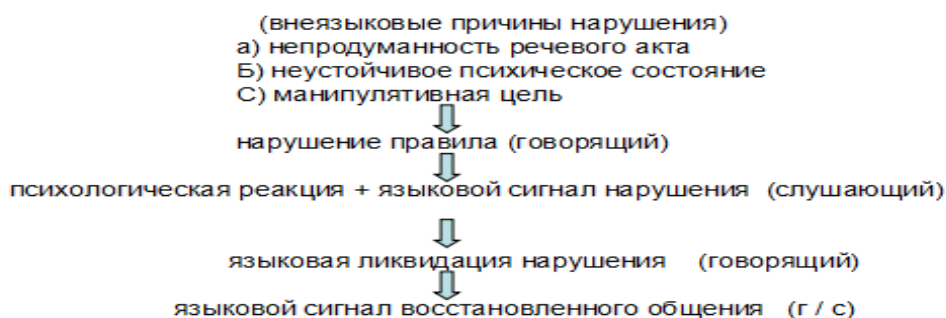 (внеязыковые причины нарушения)
а) непродуманность речевого акта
Б) неустойчивое психическое состояние
С) манипулятивная цель
нарушение правила (говорящий)
психологическая реакция + языковой сигнал нарушения (слушающий)
языковая ликвидация нарушения (говорящий)
языковой сигнал восстановленного общения (г / с)